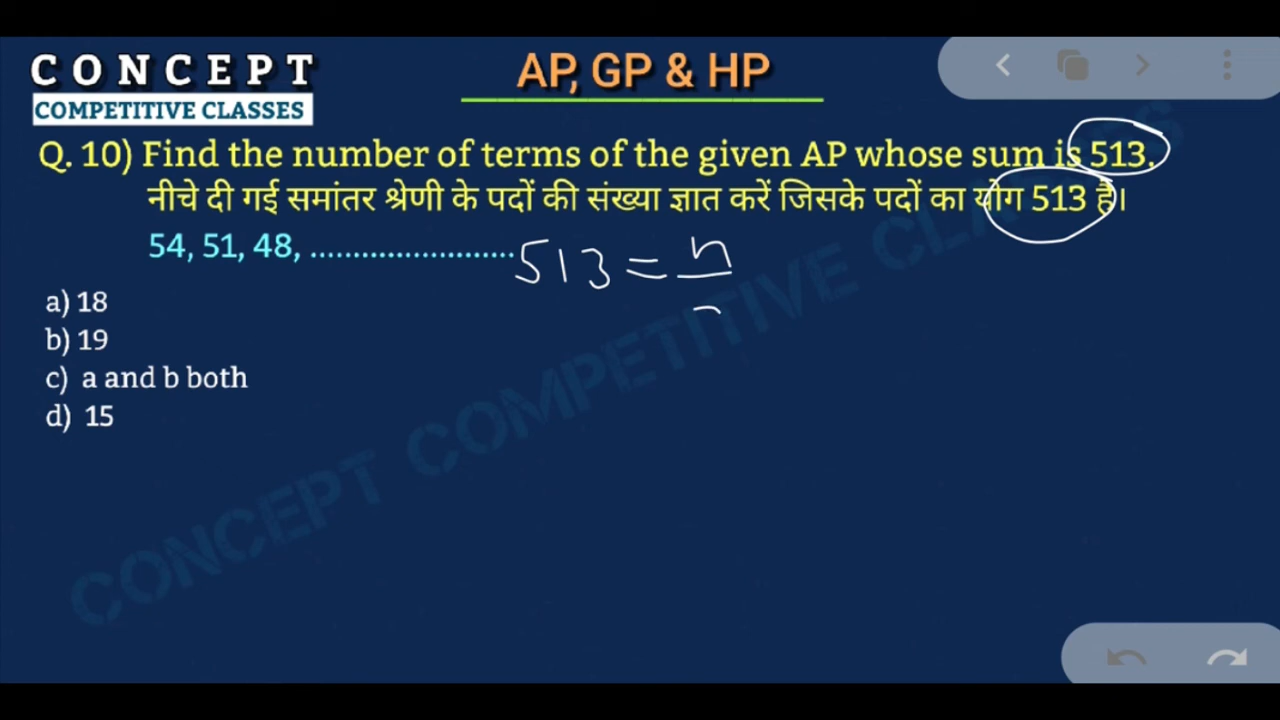 CONCEPT
COMPETITIVE CLASSES
AP, GP & HP
Q. 10) Find the number of terms of the given AP whose sum is 513.
नीचे दी गई समांतर श्रेणी के पदों की संख्या ज्ञात करें जिसके पदों का योग 513 है।
54, 51, 48, ........................
513 = n
a) 18
b) 19
c) a and b both
d) 15
CONCEPT COMPETITIVE CLASSES